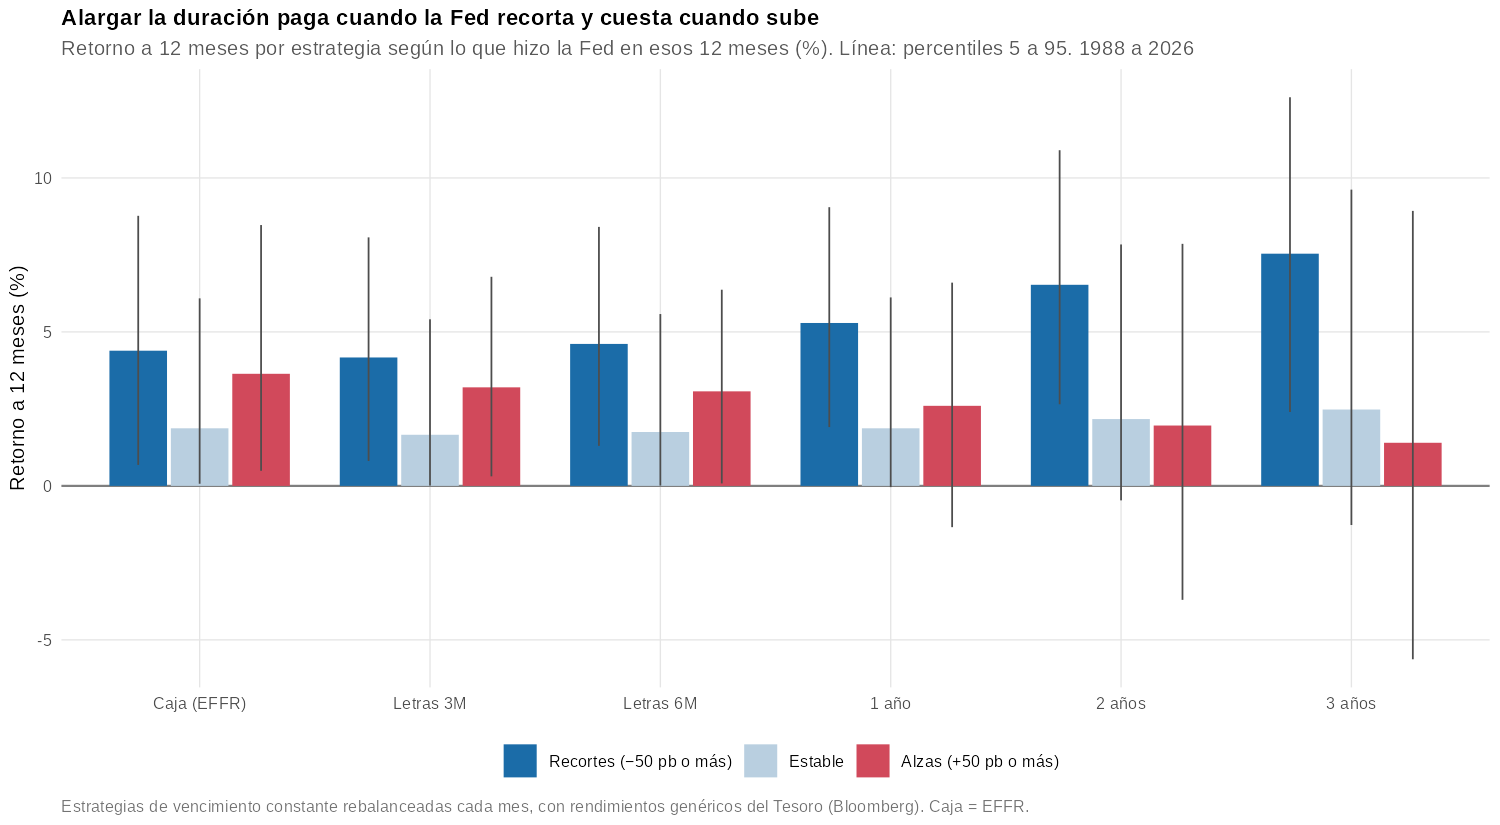 Alargar la duración paga cuando la Fed recorta y cuesta cuando sube
Retorno a 12 meses por estrategia según lo que hizo la Fed en esos 12 meses (%). Línea: percentiles 5 a 95. 1988 a 2026
Retorno a 12 meses (%)
10
5
0
-5
Caja (EFFR)
Letras 3M
Letras 6M
1 año
2 años
3 años
Recortes (−50 pb o más)
Estable
Alzas (+50 pb o más)
Estrategias de vencimiento constante rebalanceadas cada mes, con rendimientos genéricos del Tesoro (Bloomberg). Caja = EFFR.